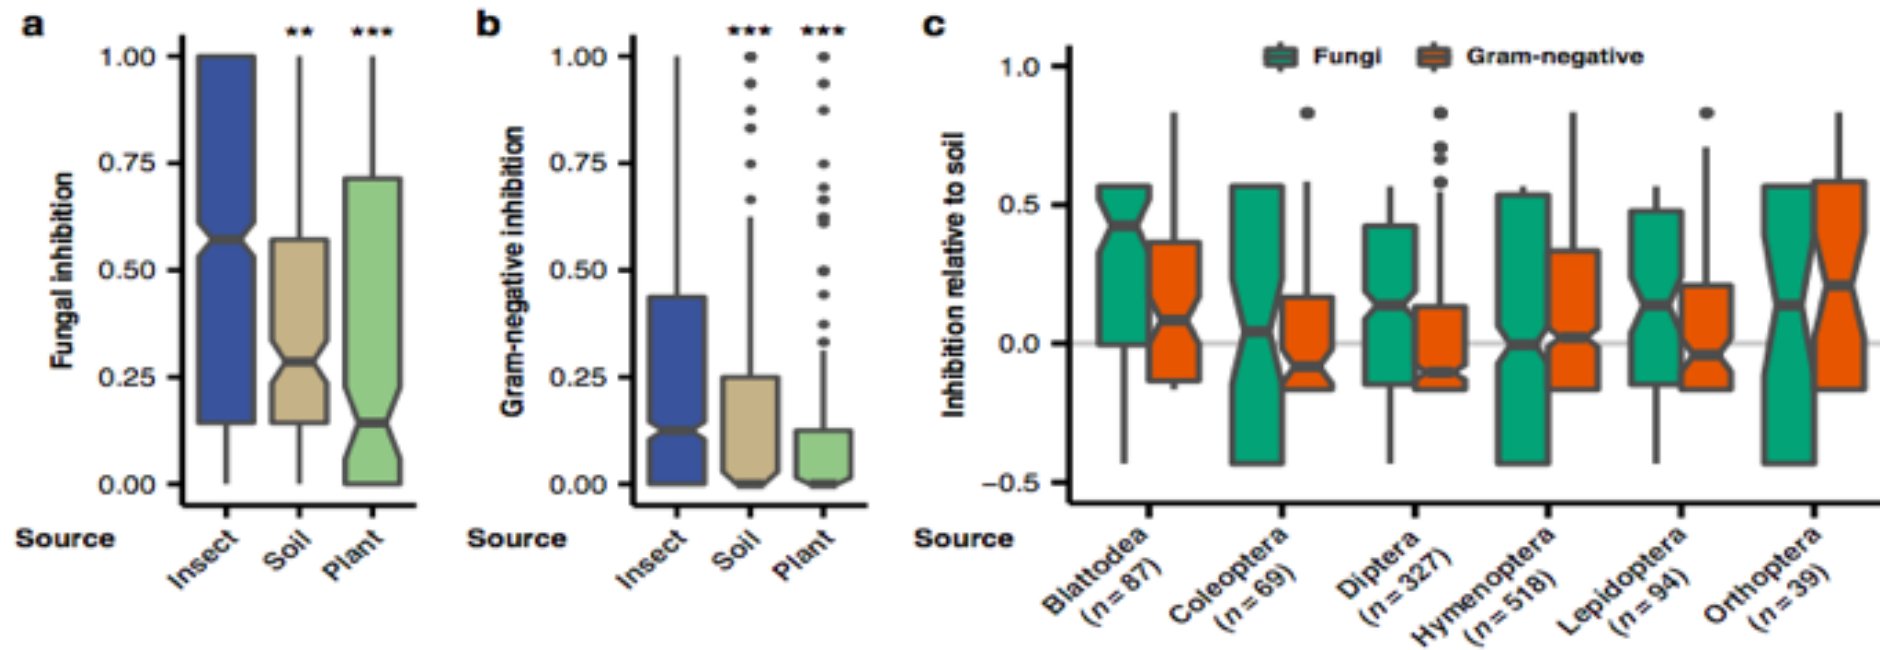 a
** ***
Fungal inhibition
1.00
0.75
0.50
0.25
0.00
Source
Insect
Soil
Plant
b
*** ***
Gram-negative inhibition
1.00
0.75
0.50
0.25
0.00
Source
Insect
Soil
Plant
c
Fungi Gram-negative
Inhibition relative to soil
1.0
0.5
0.0
−0.5
Source
Blattodea
(n = 87)
Coleoptera
(n = 69)
Diptera
(n = 327)
Hymenoptera
(n = 518)
Lepidoptera
(n = 94)
Orthoptera
(n = 39)